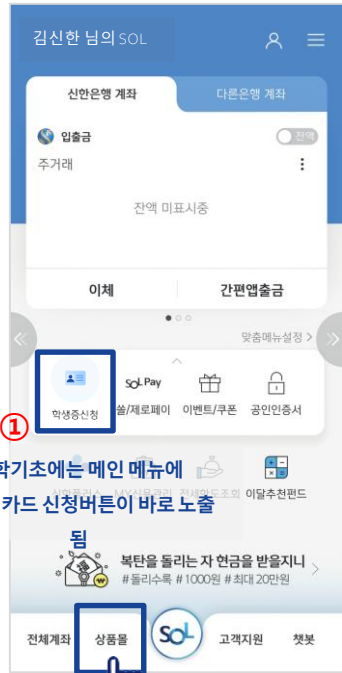 김신한 님의 SOL
신한은행 계좌 다른은행 계좌
입출금 잔액
주거래
잔액 미표시중
이체 간편앱출금
맞춤메뉴설정 >
SOL Pay
학생증신청 쏠/제로페이 이벤트/쿠폰 공인인증서
①
학기초에는 메인 메뉴에
카드 신청버튼이 바로 노출
됨
이달추천펀드
복탄을 돌리는 자 현금을 받을지니 >
#돌리수록 #1000원 #최대 20만원
전체계좌 상품몰 SOL 고객지원 챗봇